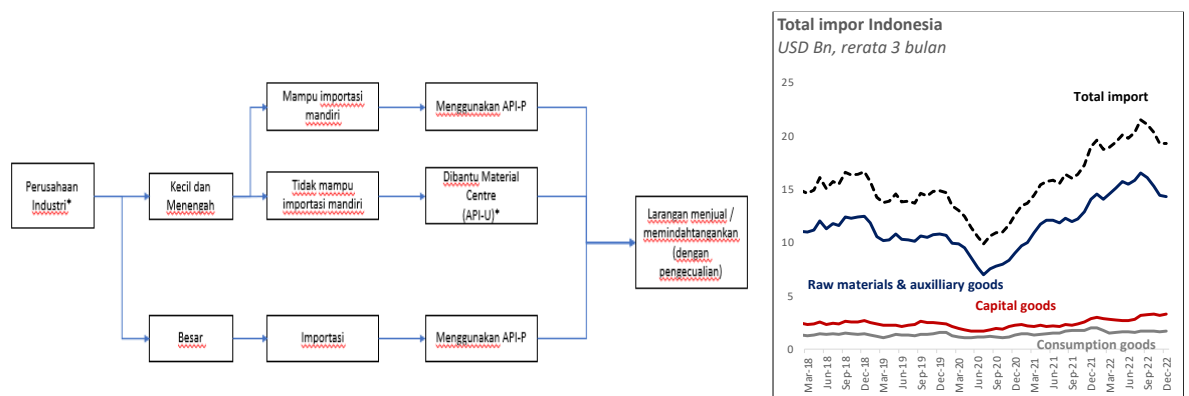 Perusahaan
Industri*
Kecil dan
Menengah
Besar
Mampu importasi
mandiri
Tidak mampu
importasi mandiri
Importasi
Menggunakan API-P
Dibantu Material
Centre
(API-U)*
Menggunakan API-P
Larangan menjual /
memindahtangankan
(dengan
pengecualian)
Total impor Indonesia
USD Bn, rerata 3 bulan
25
20
15
10
5
0
Total import
Raw materials & auxilliary goods
Capital goods
Consumption goods
Mar-18
Jun-18
Sep-18
Dec-18
Mar-19
Jun-19
Sep-19
Dec-19
Mar-20
Jun-20
Sep-20
Dec-20
Mar-21
Jun-21
Sep-21
Dec-21
Mar-22
Jun-22
Sep-22
Dec-22